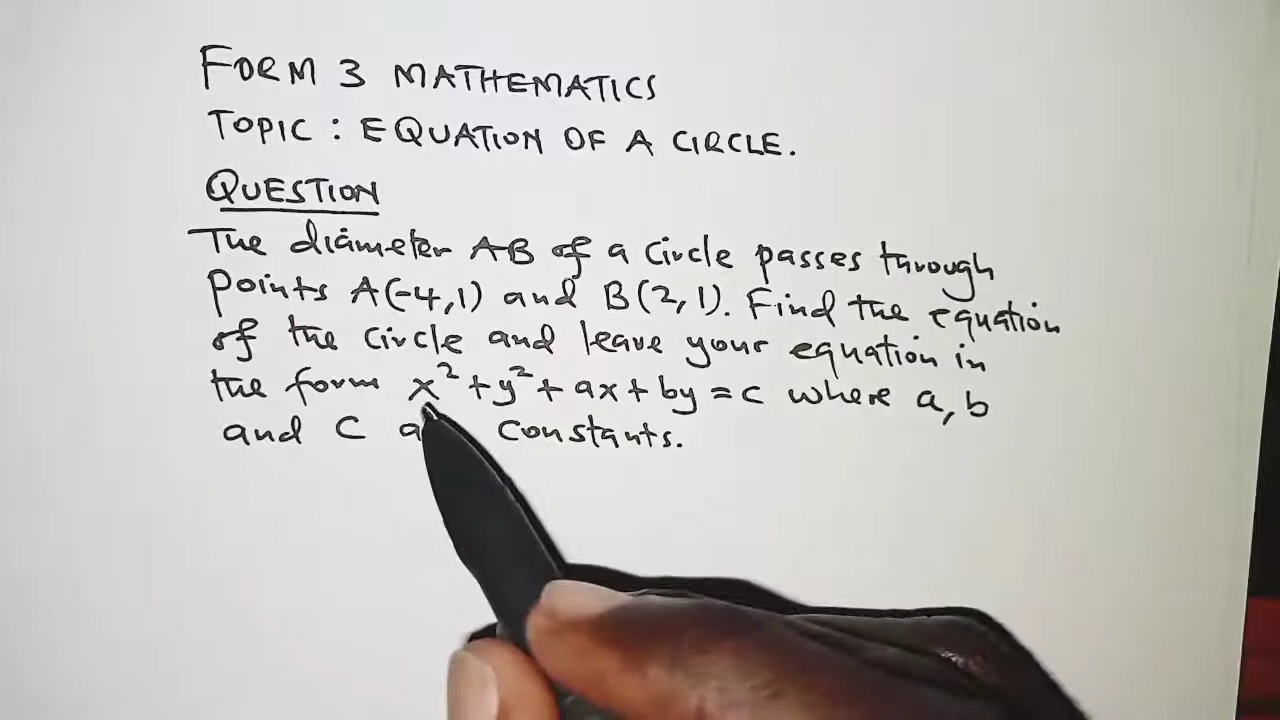 FORM 3 MATHEMATICS
TOPIC : EQUATION OF A CIRCLE.
QUESTION
The diameter AB of a circle passes through
points A(-4,1) and B(2,1). Find the equation
of the circle and leave your equation in
the form x²+y²+ax+by=c where a, b
and C constants.